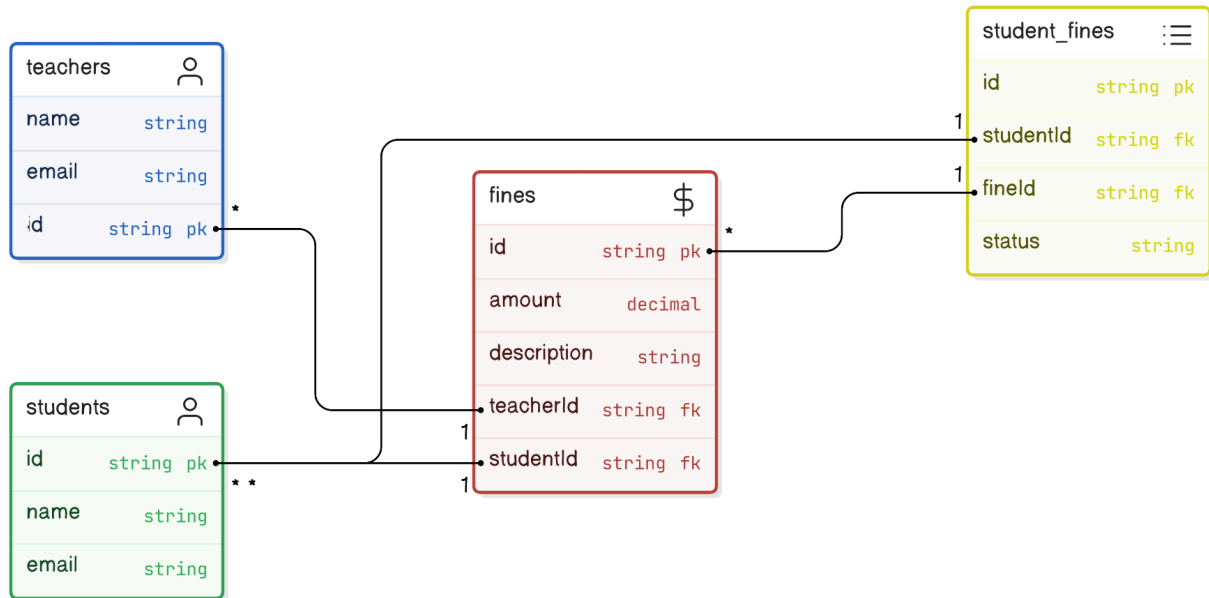 teachers
name string
email string
id string pk
*
students
id string pk
* *
name string
email string
fines
$
id string pk
*
amount decimal
description string
teacherId string fk
1
studentId string fk
1
student_fines
id string pk
1
studentId string fk
1
fineId string fk
status string